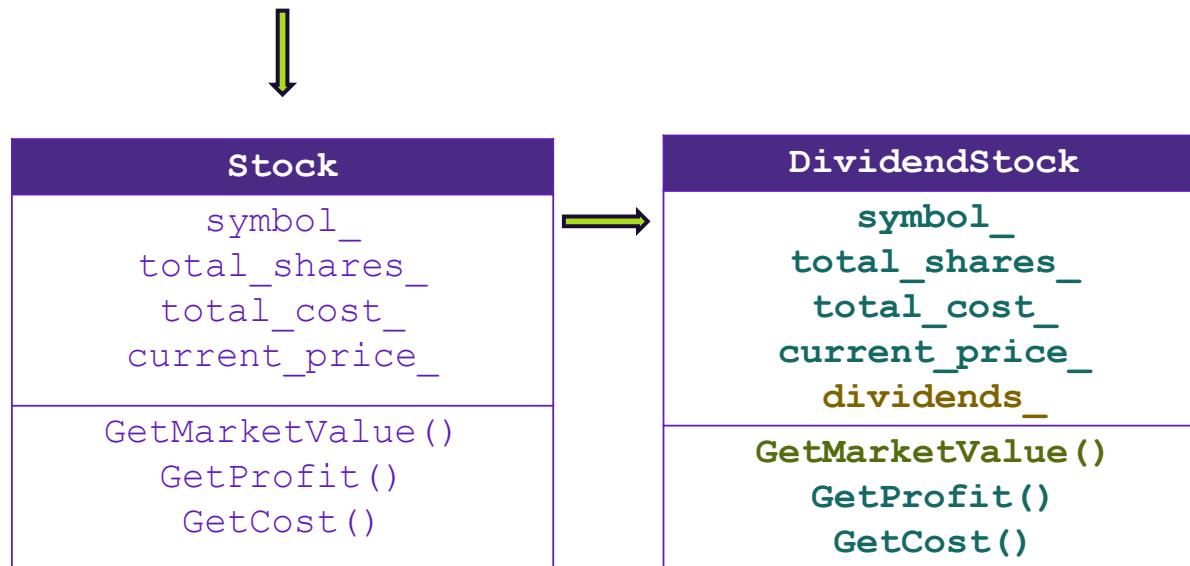 Stock
symbol_
total_shares_
total_cost_
current_price_
GetMarketValue()
GetProfit()
GetCost()
DividendStock
symbol_
total_shares_
total_cost_
current_price_
dividends_
GetMarketValue()
GetProfit()
GetCost()